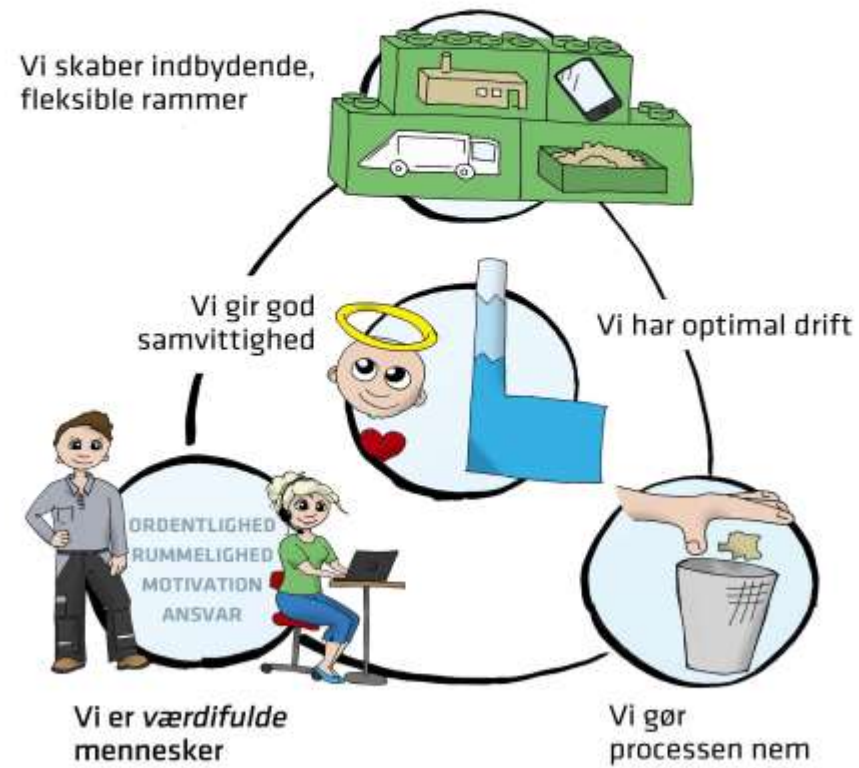 Vi skaber indbydende,
fleksible rammer
Vi gir god
samvittighed
Vi har optimal drift
ORDENTLIGHED
RUMMELIGHED
MOTIVATION
ANSVAR
Vi er værdifulde
mennesker
Vi gør
processen nem